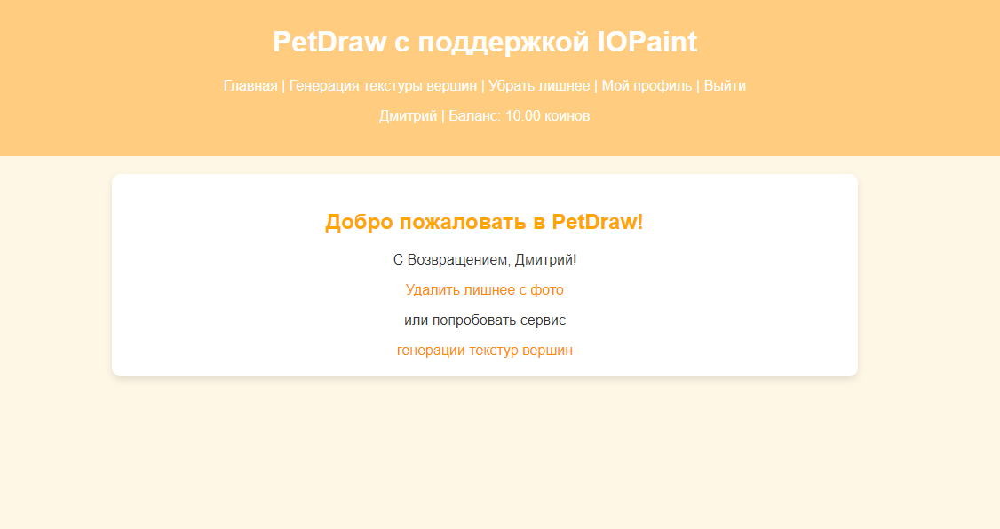 PetDraw с поддержкой IOPaint
Главная | Генерация текстуры вершин | Убрать лишнее | Мой профиль | Выйти
Дмитрий | Баланс: 10.00 коинов
Добро пожаловать в PetDraw!
С Возвращением, Дмитрий!
Удалить лишнее с фото
или попробовать сервис
генерации текстур вершин